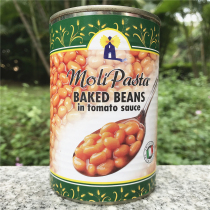 MoliPasta
BAKED BEANS
in tomato sauce